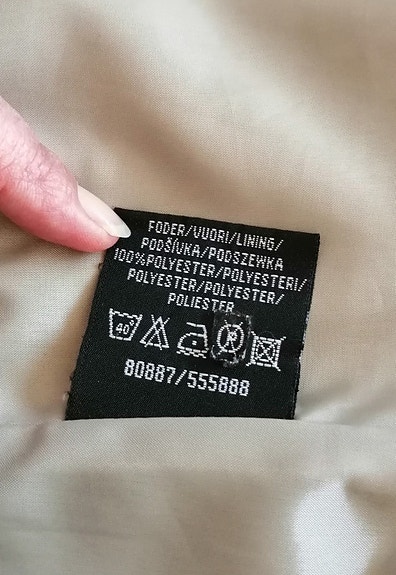 FODER/VUORI/LINING/
PODŠÍVKA/PODSZEWKA
100%POLYESTER/POLYESTERI/
POLYESTER/POLYESTER/
POLIESTER
40°
80887/555888